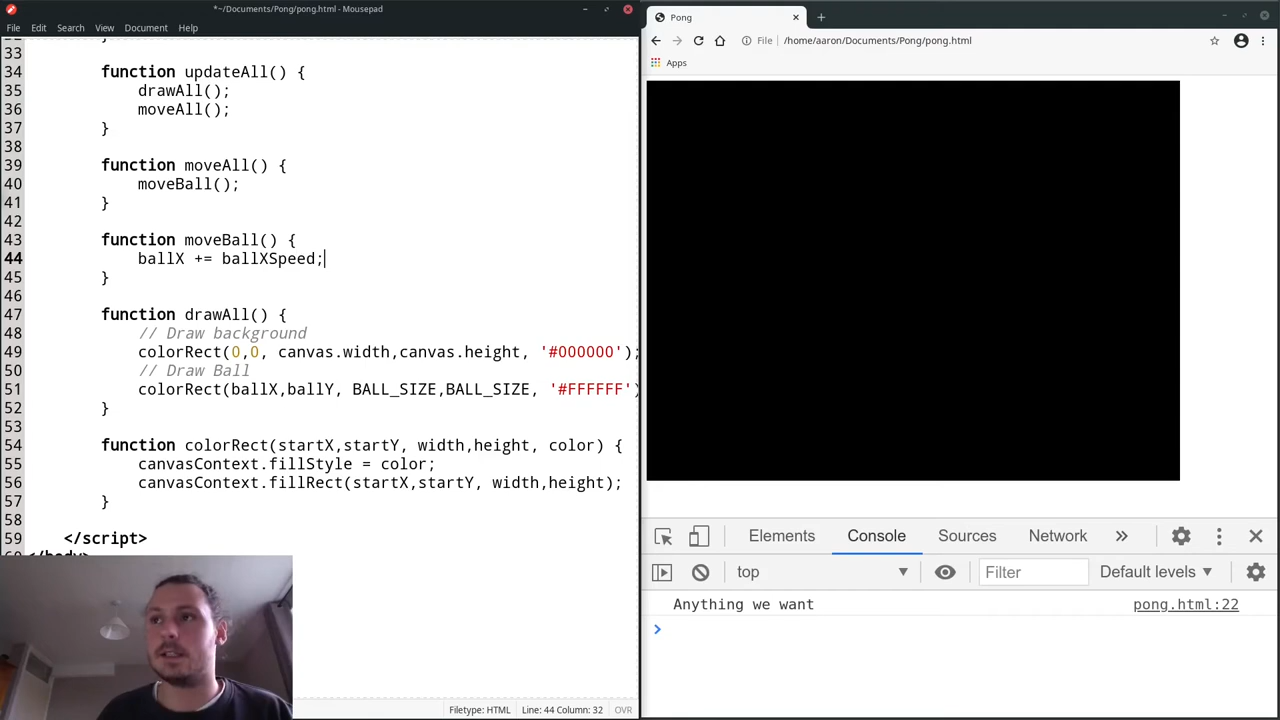 *~/Documents/Pong/pong.html - Mousepad
File Edit Search View Document Help
33
34 function updateAll() {
35 drawAll();
36 moveAll();
37 }
38
39 function moveAll() {
40 moveBall();
41 }
42
43 function moveBall() {
44 ballX += ballXSpeed;
45 }
46
47 function drawAll() {
48 // Draw background
49 colorRect(0,0, canvas.width,canvas.height, '#000000');
50 // Draw Ball
51 colorRect(ballX,ballY, BALL_SIZE,BALL_SIZE, '#FFFFFF')
52 }
53
54 function colorRect(startX,startY, width,height, color) {
55 canvasContext.fillStyle = color;
56 canvasContext.fillRect(startX,startY, width,height);
57 }
58
59 </script>
</body>
Filetype: HTML Line: 44 Column: 32 OVR
Pong
File /home/aaron/Documents/Pong/pong.html
Apps
Elements Console Sources Network
top Filter Default levels
Anything we want pong.html:22